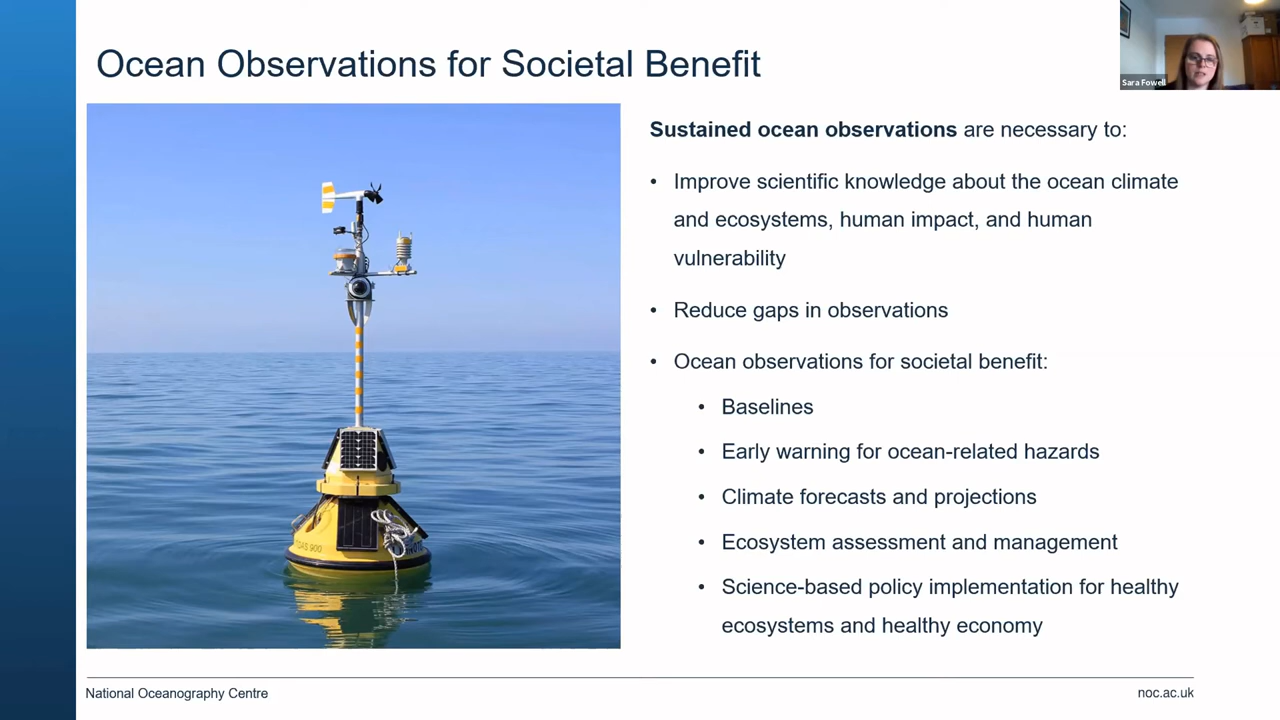 Ocean Observations for Societal Benefit
Sara Fowell
Sustained ocean observations are necessary to:
• Improve scientific knowledge about the ocean climate
and ecosystems, human impact, and human
vulnerability
• Reduce gaps in observations
• Ocean observations for societal benefit:
• Baselines
• Early warning for ocean-related hazards
• Climate forecasts and projections
• Ecosystem assessment and management
• Science-based policy implementation for healthy
ecosystems and healthy economy
National Oceanography Centre
noc.ac.uk